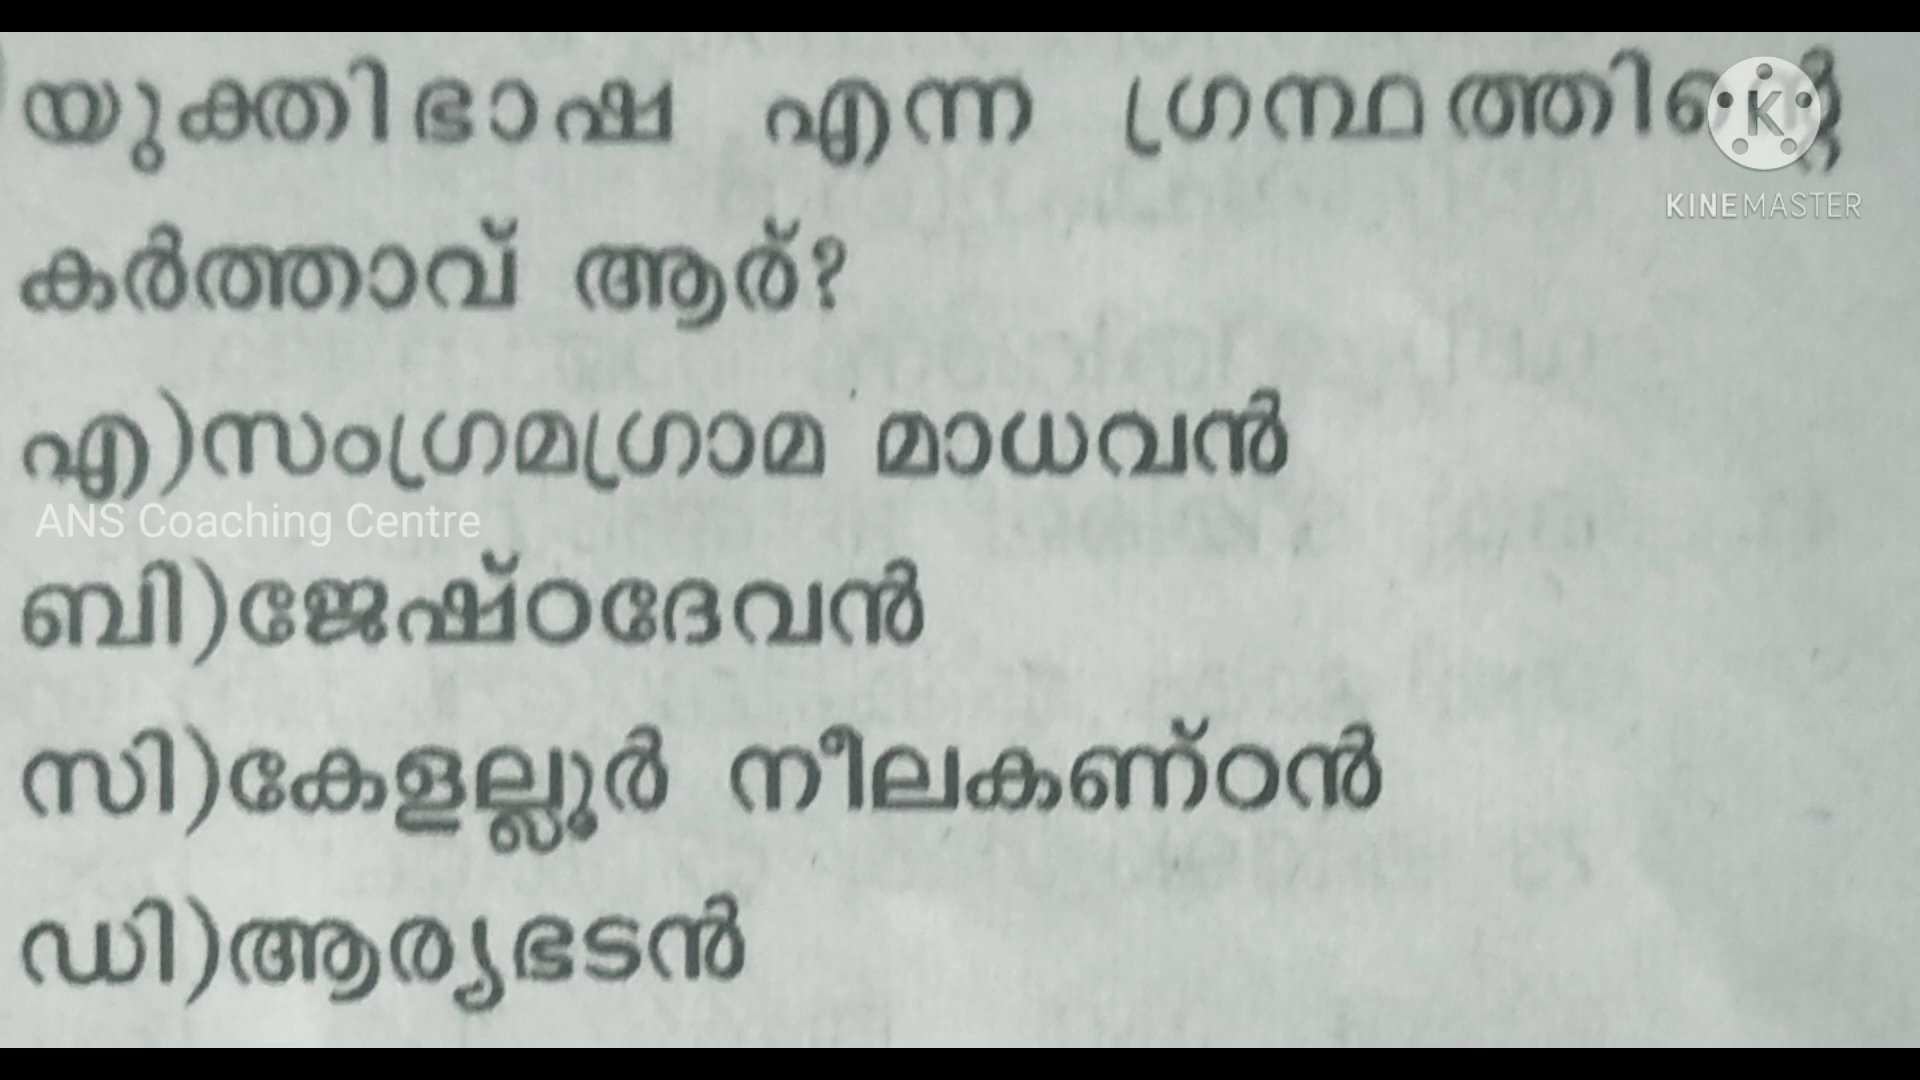 യുക്തിഭാഷ എന്ന ഗ്രന്ഥത്തിന്റെ
KINEMASTER
കർത്താവ് ആര്?
എ)സംഗ്രമഗ്രാമ മാധവൻ
ANS Coaching Centre
ബി)ജേഷ്ഠദേവൻ
സി)കേളല്ലൂർ നീലകണ്ഠൻ
ഡി)ആര്യഭടൻ